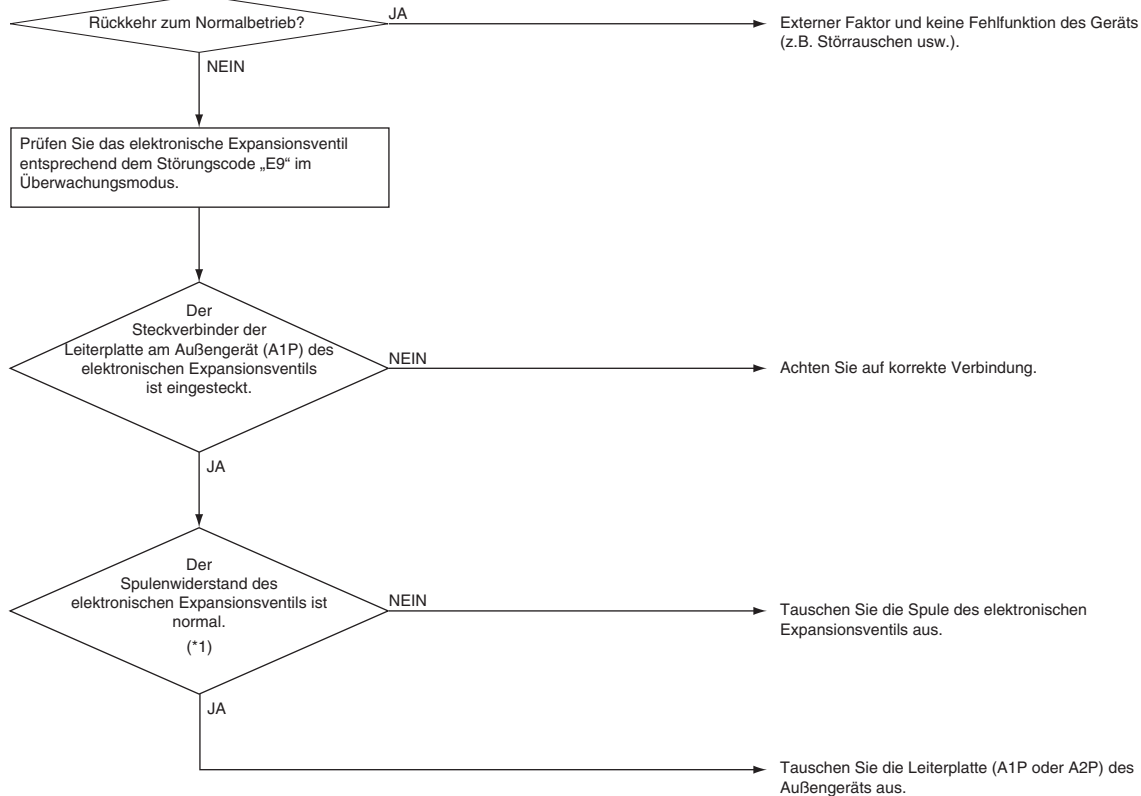 Rückkehr zum Normalbetrieb?
JA
Externer Faktor und keine Fehlfunktion des Geräts
(z.B. Störrauschen usw.).
NEIN
Prüfen Sie das elektronische Expansionsventil
entsprechend dem Störungscode „E9“ im
Überwachungsmodus.
Der
Steckverbinder der
Leiterplatte am Außengerät (A1P) des
elektronischen Expansionsventils
ist eingesteckt.
NEIN
Achten Sie auf korrekte Verbindung.
JA
Der
Spulenwiderstand des
elektronischen Expansionsventils ist
normal.
(*1)
NEIN
Tauschen Sie die Spule des elektronischen
Expansionsventils aus.
JA
Tauschen Sie die Leiterplatte (A1P oder A2P) des
Außengeräts aus.